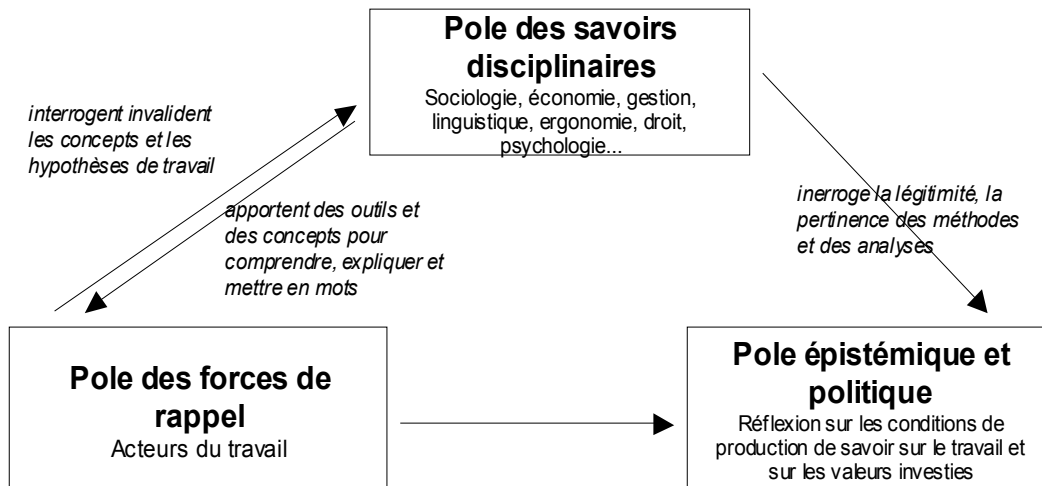 Pole des savoirs
disciplinaires
Sociologie, économie, gestion,
linguistique, ergonomie, droit,
psychologie...
interrogent invalident
les concepts et les
hypothèses de travail
apportent des outils et
des concepts pour
comprendre, expliquer et
mettre en mots
inerroge la légitimité, la
pertinence des méthodes
et des analyses
Pole des forces de
rappel
Acteurs du travail
Pole épistémique et
politique
Réflexion sur les conditions de
production de savoir sur le travail et
sur les valeurs investies